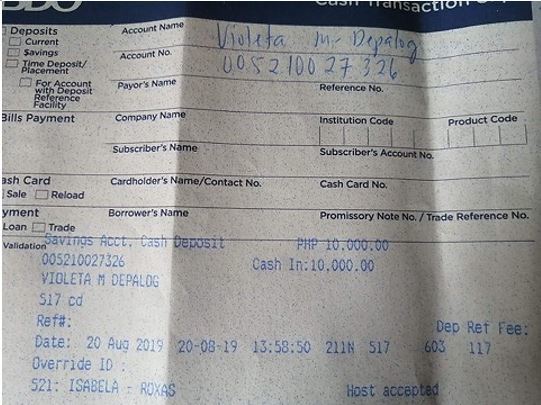 BDO Cash Transaction
Deposits
Current
Savings
Time Deposit/
Placement
For Account
with Deposit
Reference
Facility
Account Name Violeta M. Depalog
Account No. 005210027326
Payor's Name Reference No.
Bills Payment Company Name Institution Code Product Code
Subscriber's Name Subscriber's Account No.
ash Card Cardholder's Name/Contact No. Cash Card No.
Sale Reload
yment Borrower's Name Promissory Note No. / Trade Reference No.
Loan Trade
Validation Savings Acct. Cash Deposit PHP 10,000.00
005210027326 Cash In:10,000.00
VIOLETA M DEPALOG
517 cd
Ref#: Dep Ref Fee:
Date: 20 Aug 2019 20-08-19 13:58:50 211N 517 603 117
Override ID :
521: ISABELA - ROXAS Host accepted